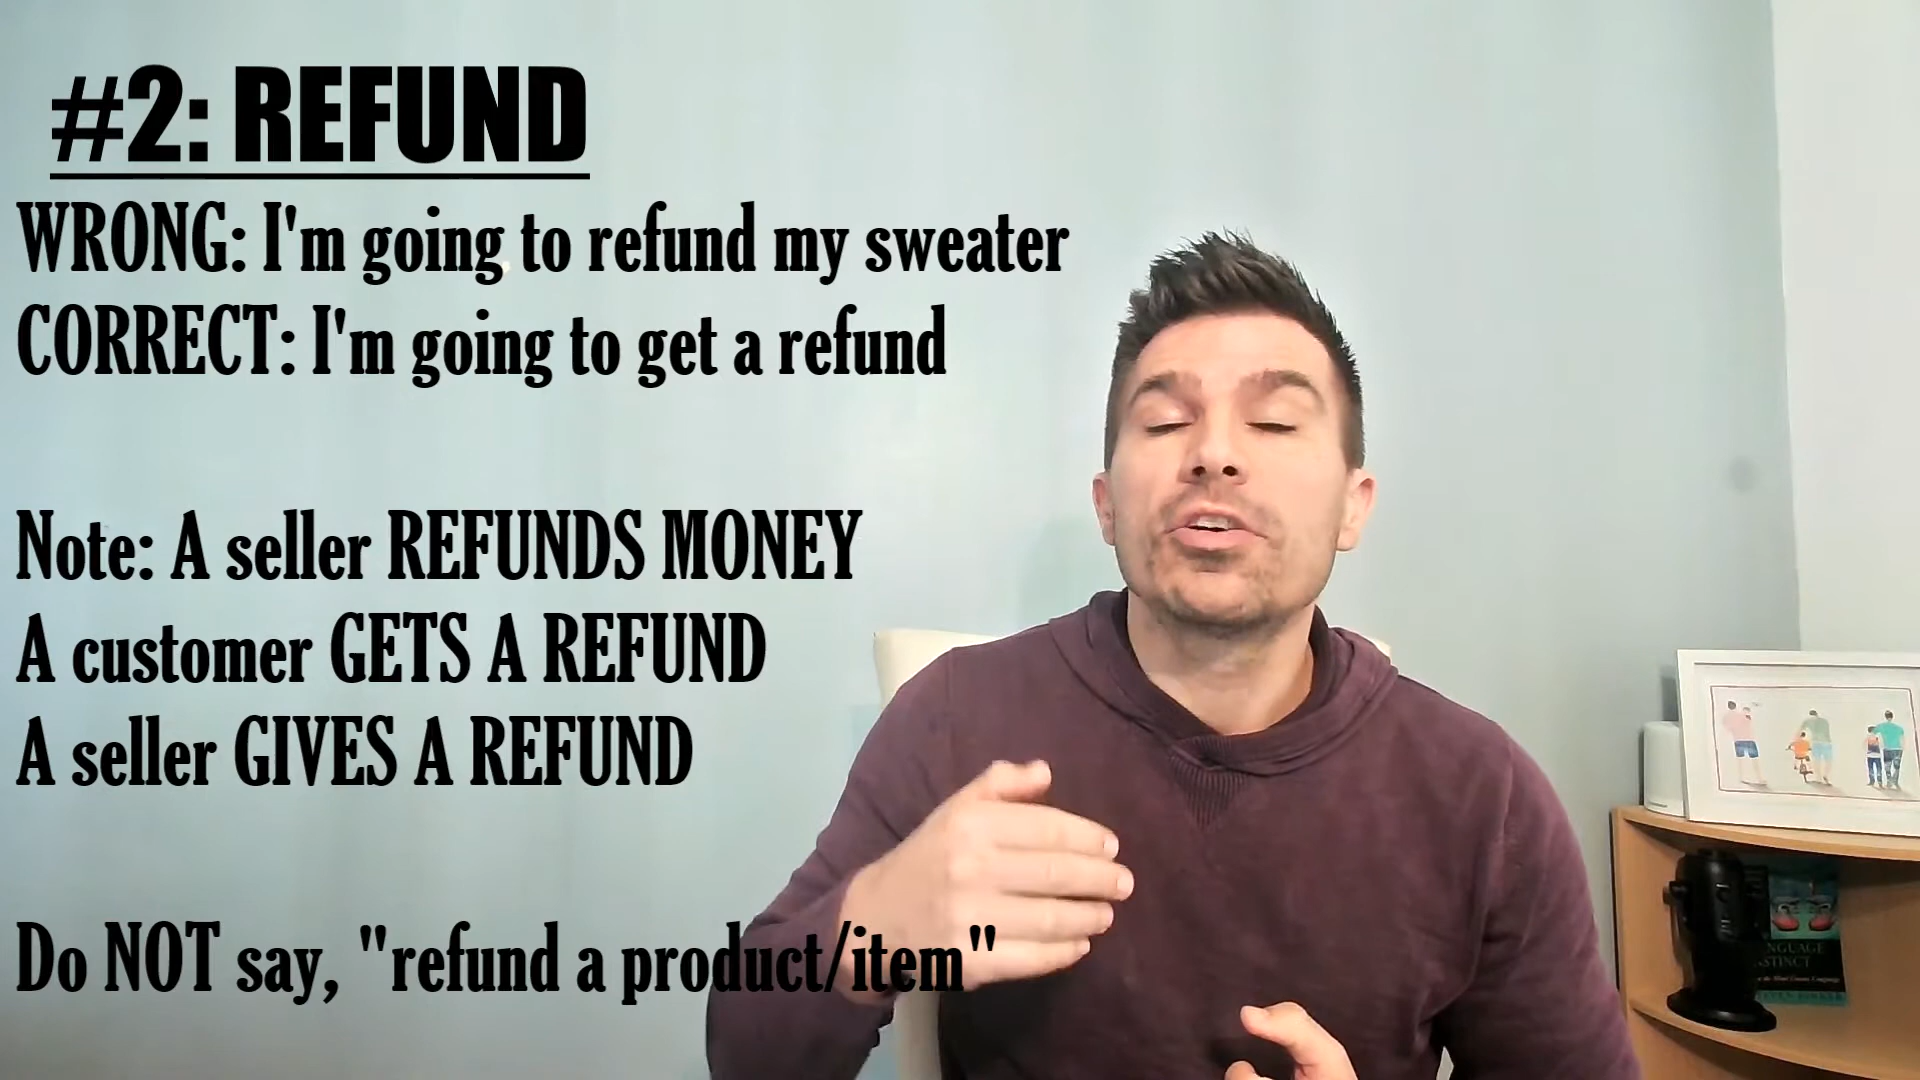 #2: REFUND
WRONG: I'm going to refund my sweater
CORRECT: I'm going to get a refund
Note: A seller REFUNDS MONEY
A customer GETS A REFUND
A seller GIVES A REFUND
Do NOT say, "refund a product/item"